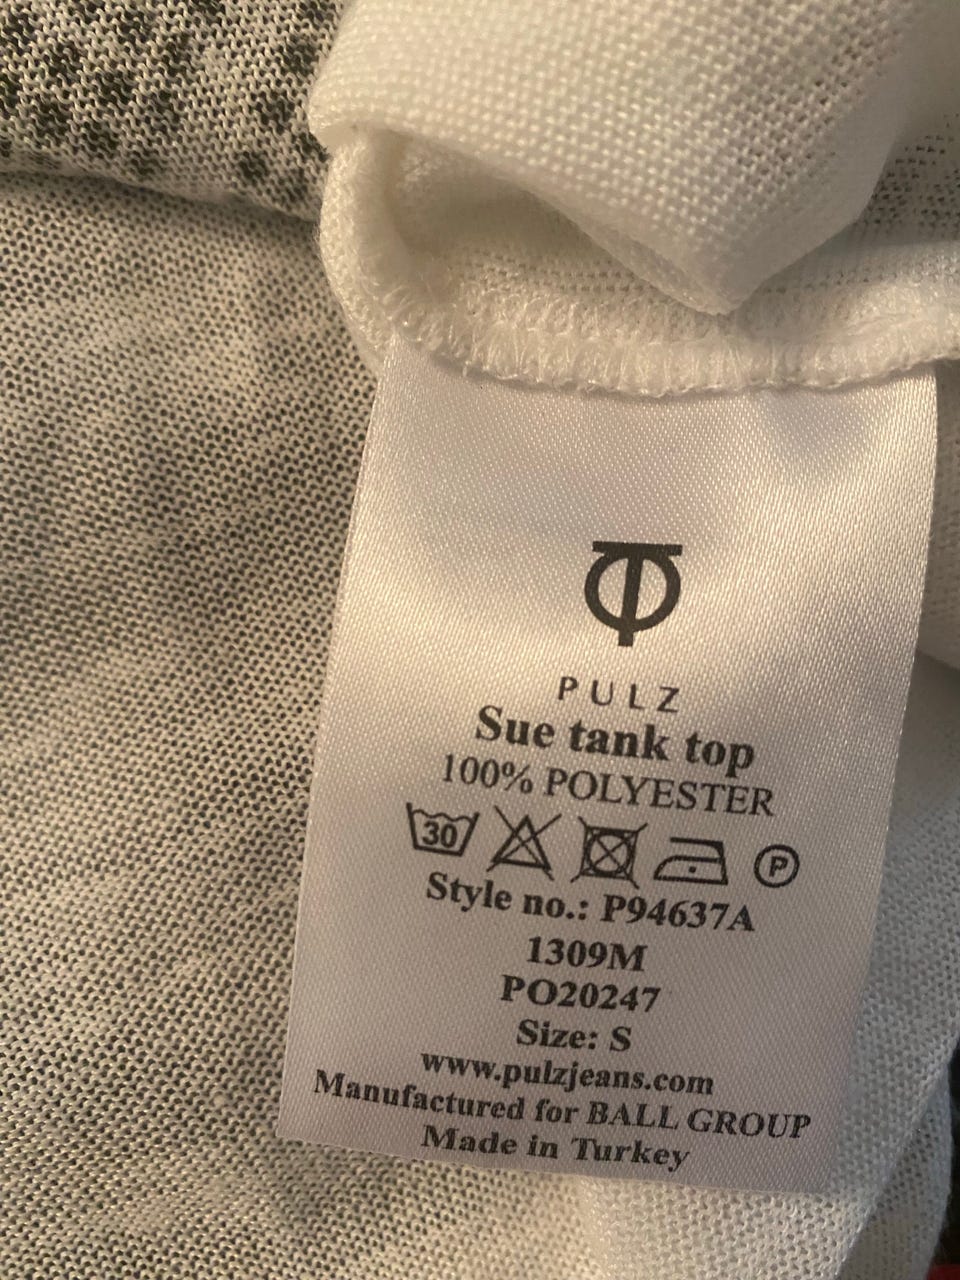 PULZ
Sue tank top
100% POLYESTER
30 P
Style no.: P94637A
1309M
PO20247
Size: S
www.pulzjeans.com
Manufactured for BALL GROUP
Made in Turkey